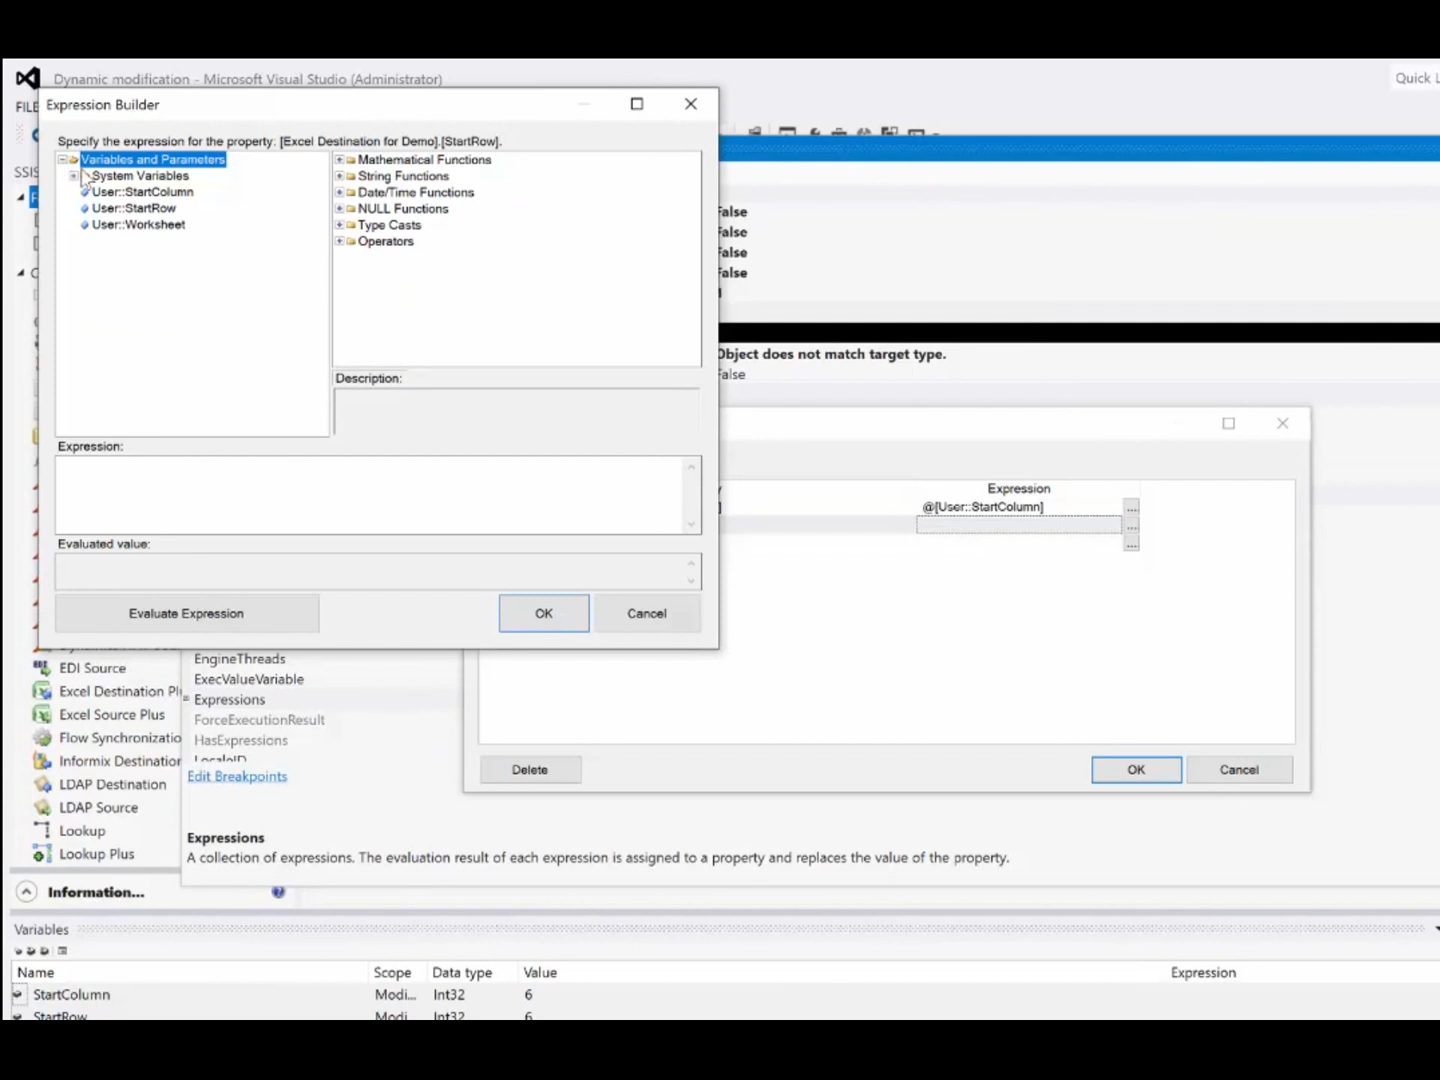 Dynamic modification - Microsoft Visual Studio (Administrator)
Quick L
FILE
Expression Builder
Specify the expression for the property: [Excel Destination for Demo].[StartRow].
SSIS
Variables and Parameters
System Variables
User::StartColumn
User::StartRow
User::Worksheet
Mathematical Functions
String Functions
Date/Time Functions
NULL Functions
Type Casts
Operators
Description:
Expression:
Evaluated value:
Evaluate Expression
OK
Cancel
False
False
False
False
Object does not match target type.
False
Expression
@[User::StartColumn]
...
...
...
Delete
OK
Cancel
EngineThreads
ExecValueVariable
Expressions
ForceExecutionResult
HasExpressions
LocaleID
Edit Breakpoints
Expressions
A collection of expressions. The evaluation result of each expression is assigned to a property and replaces the value of the property.
EDI Source
Excel Destination Pl
Excel Source Plus
Flow Synchronizatio
Informix Destination
LDAP Destination
LDAP Source
Lookup
Lookup Plus
Information...
Variables
Name Scope Data type Value Expression
StartColumn Modi... Int32 6
StartRow Modi Int32 6